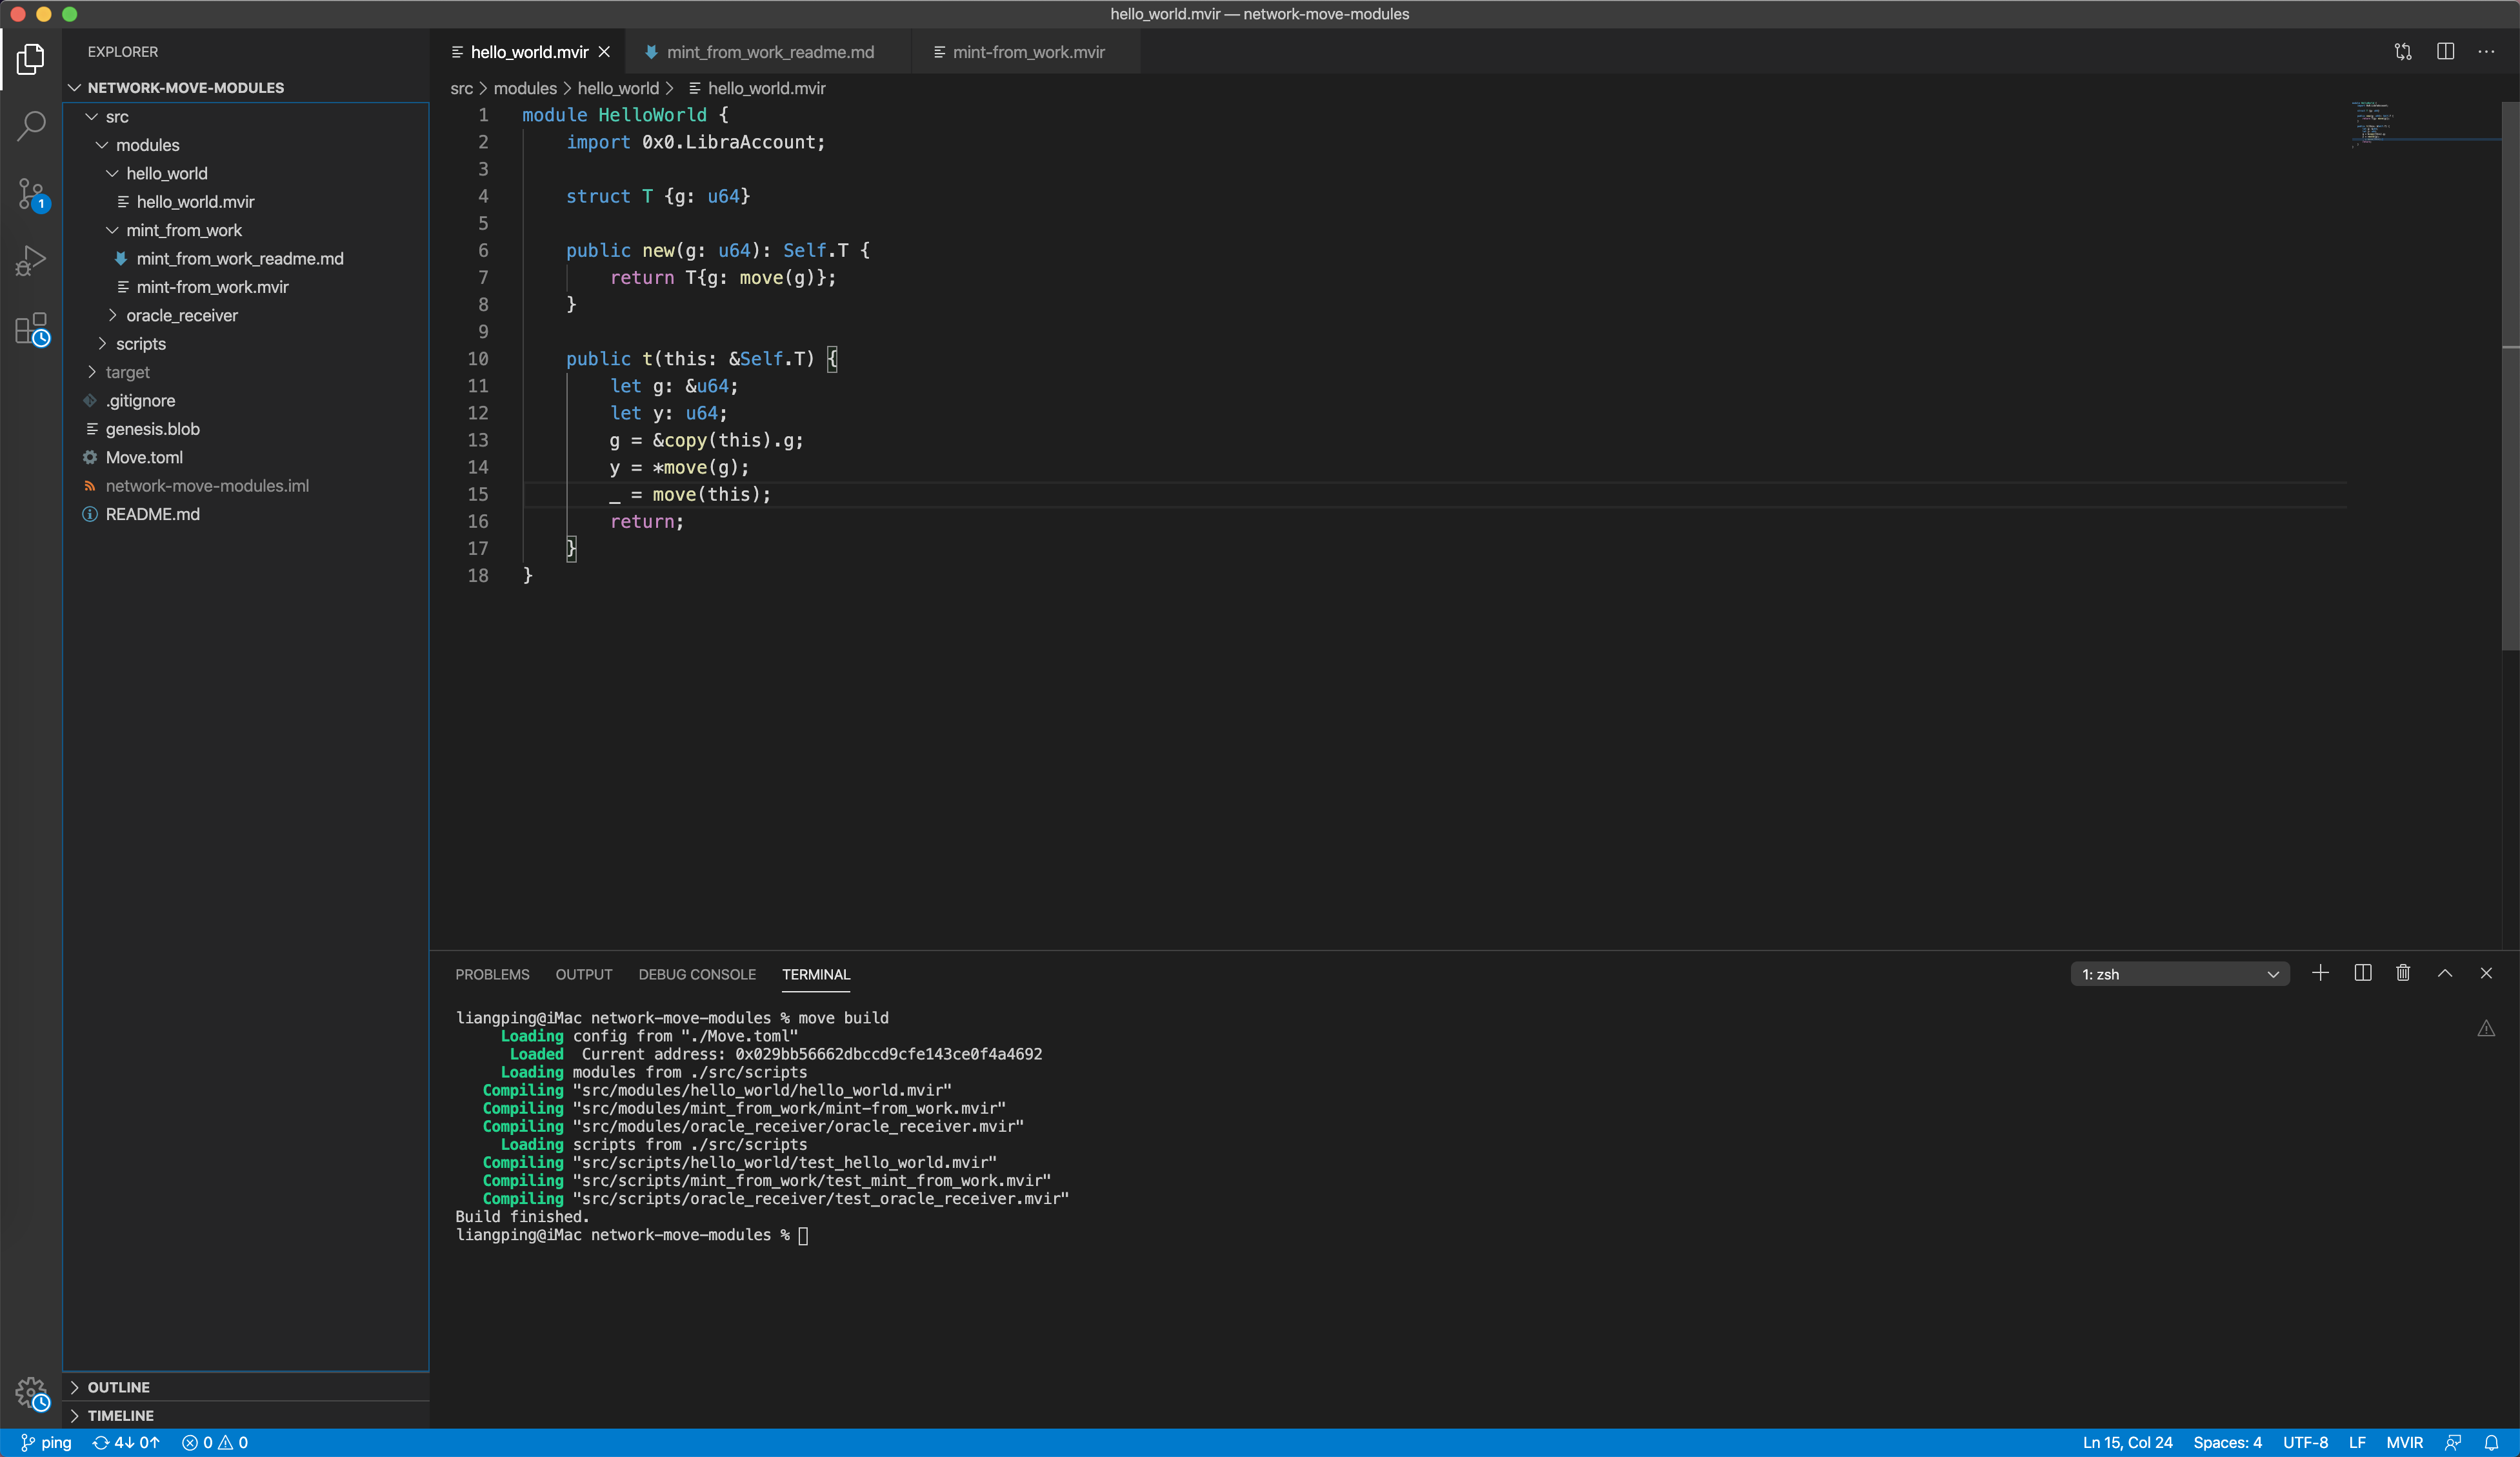 hello_world.mvir — network-move-modules
EXPLORER
NETWORK-MOVE-MODULES
src
modules
hello_world
hello_world.mvir
mint_from_work
mint_from_work_readme.md
mint-from_work.mvir
oracle_receiver
scripts
target
.gitignore
genesis.blob
Move.toml
network-move-modules.iml
README.md
OUTLINE
TIMELINE
1
hello_world.mvir
mint_from_work_readme.md
mint-from_work.mvir
src > modules > hello_world > hello_world.mvir
1 module HelloWorld {
2     import 0x0.LibraAccount;
3
4     struct T {g: u64}
5
6     public new(g: u64): Self.T {
7         return T{g: move(g)};
8     }
9
10     public t(this: &Self.T) {
11         let g: &u64;
12         let y: u64;
13         g = &copy(this).g;
14         y = *move(g);
15         _ = move(this);
16         return;
17     }
18 }
PROBLEMS OUTPUT DEBUG CONSOLE TERMINAL
1: zsh
liangping@iMac network-move-modules % move build
Loading config from "./Move.toml"
Loaded  Current address: 0x029bb56662dbccd9cfe143ce0f4a4692
Loading modules from ./src/scripts
Compiling "src/modules/hello_world/hello_world.mvir"
Compiling "src/modules/mint_from_work/mint-from_work.mvir"
Compiling "src/modules/oracle_receiver/oracle_receiver.mvir"
Loading scripts from ./src/scripts
Compiling "src/scripts/hello_world/test_hello_world.mvir"
Compiling "src/scripts/mint_from_work/test_mint_from_work.mvir"
Compiling "src/scripts/oracle_receiver/test_oracle_receiver.mvir"
Build finished.
liangping@iMac network-move-modules %
ping 4↓ 0↑ 0 0
Ln 15, Col 24 Spaces: 4 UTF-8 LF MVIR